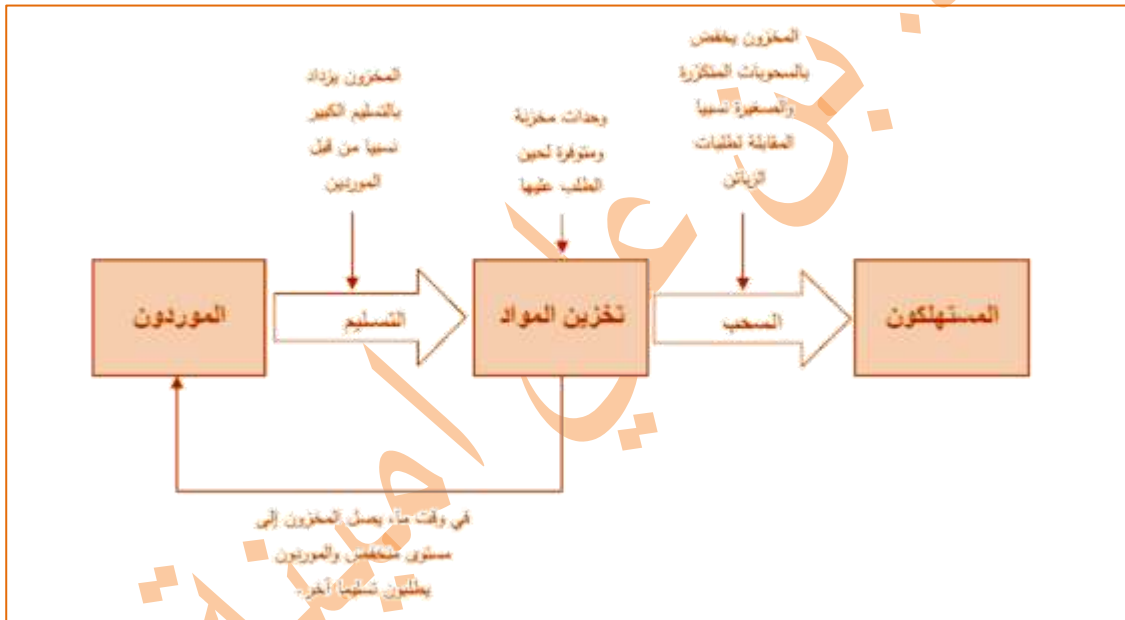 المخزون يزداد
بالتسليم الكبير
نسبيا من قبل
الموردين
وحدات مخزنة
ومتوفرة لحين
الطلب عليها
المخزون يخفض
بالسحوبات المتكررة
والصغيرة نسبيا
المقابلة لطلبات
الزبائن
الموردون
التسليم
تخزين المواد
السحب
المستهلكون
في وقت ما، يصل المخزون إلى
مستوى منخفض والموردون
يطلبون تسليما آخر.